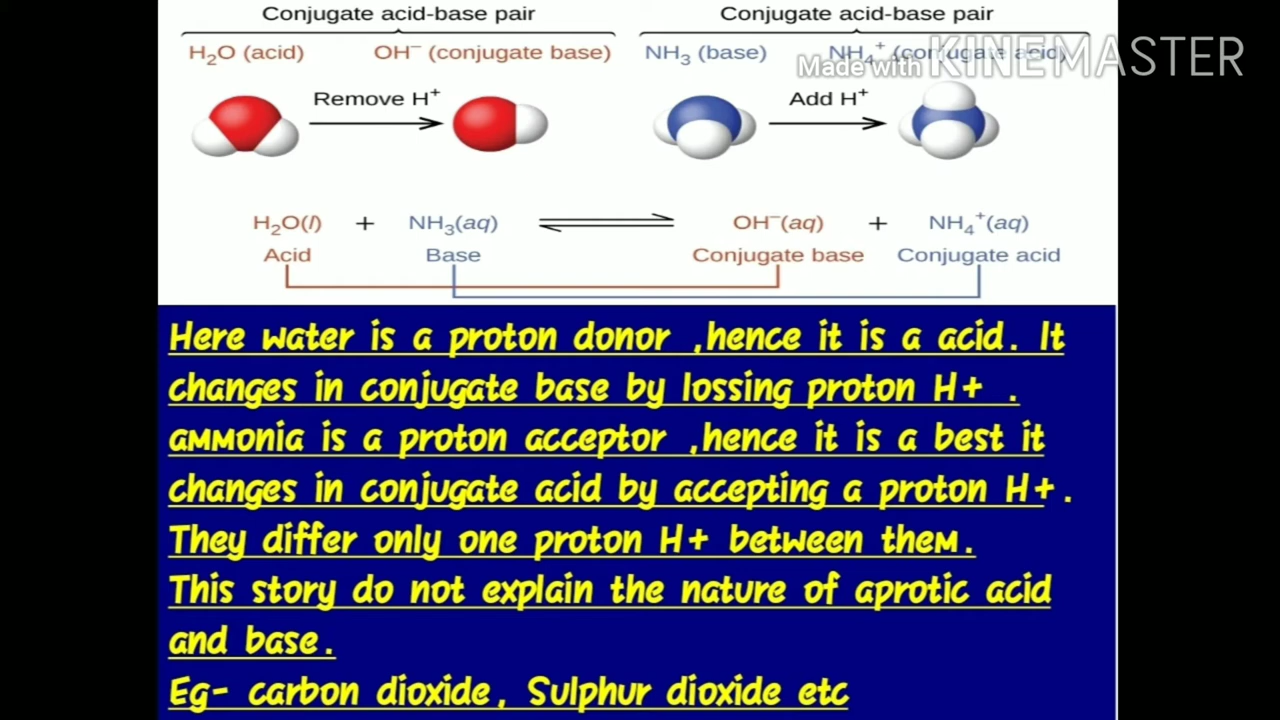 Conjugate acid-base pair Conjugate acid-base pair
H₂O (acid) OH⁻ (conjugate base) NH₃ (base) NH₄⁺ (conjugate acid)
Made with KINEMASTER
Remove H⁺ Add H⁺
H₂O(l) + NH₃(aq) ⇌ OH⁻(aq) + NH₄⁺(aq)
Acid Base Conjugate base Conjugate acid
Here water is a proton donor ,hence it is a acid. It
changes in conjugate base by lossing proton H+ .
ammonia is a proton acceptor ,hence it is a best it
changes in conjugate acid by accepting a proton H+.
They differ only one proton H+ between them.
This story do not explain the nature of aprotic acid
and base.
Eg- carbon dioxide, Sulphur dioxide etc